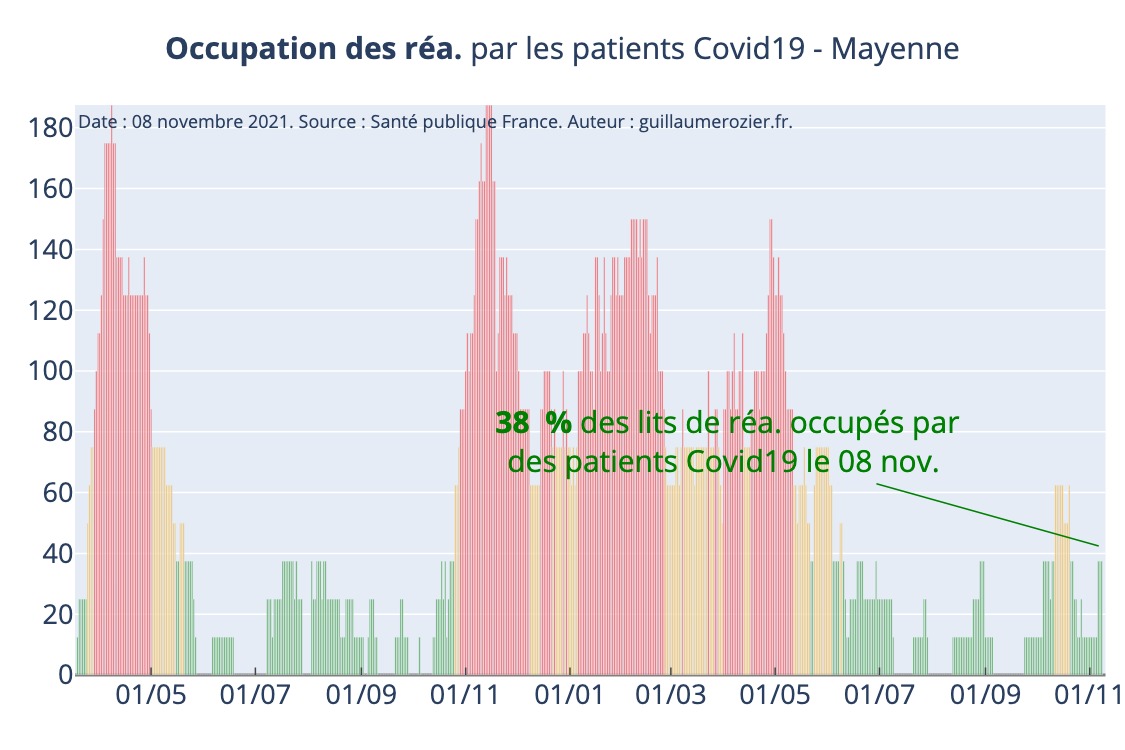 Occupation des réa. par les patients Covid19 - Mayenne
Date : 08 novembre 2021. Source : Santé publique France. Auteur : guillaumerozier.fr.
180
160
140
120
100
80
60
40
20
0
38 % des lits de réa. occupés par
des patients Covid19 le 08 nov.
01/05 01/07 01/09 01/11 01/01 01/03 01/05 01/07 01/09 01/11